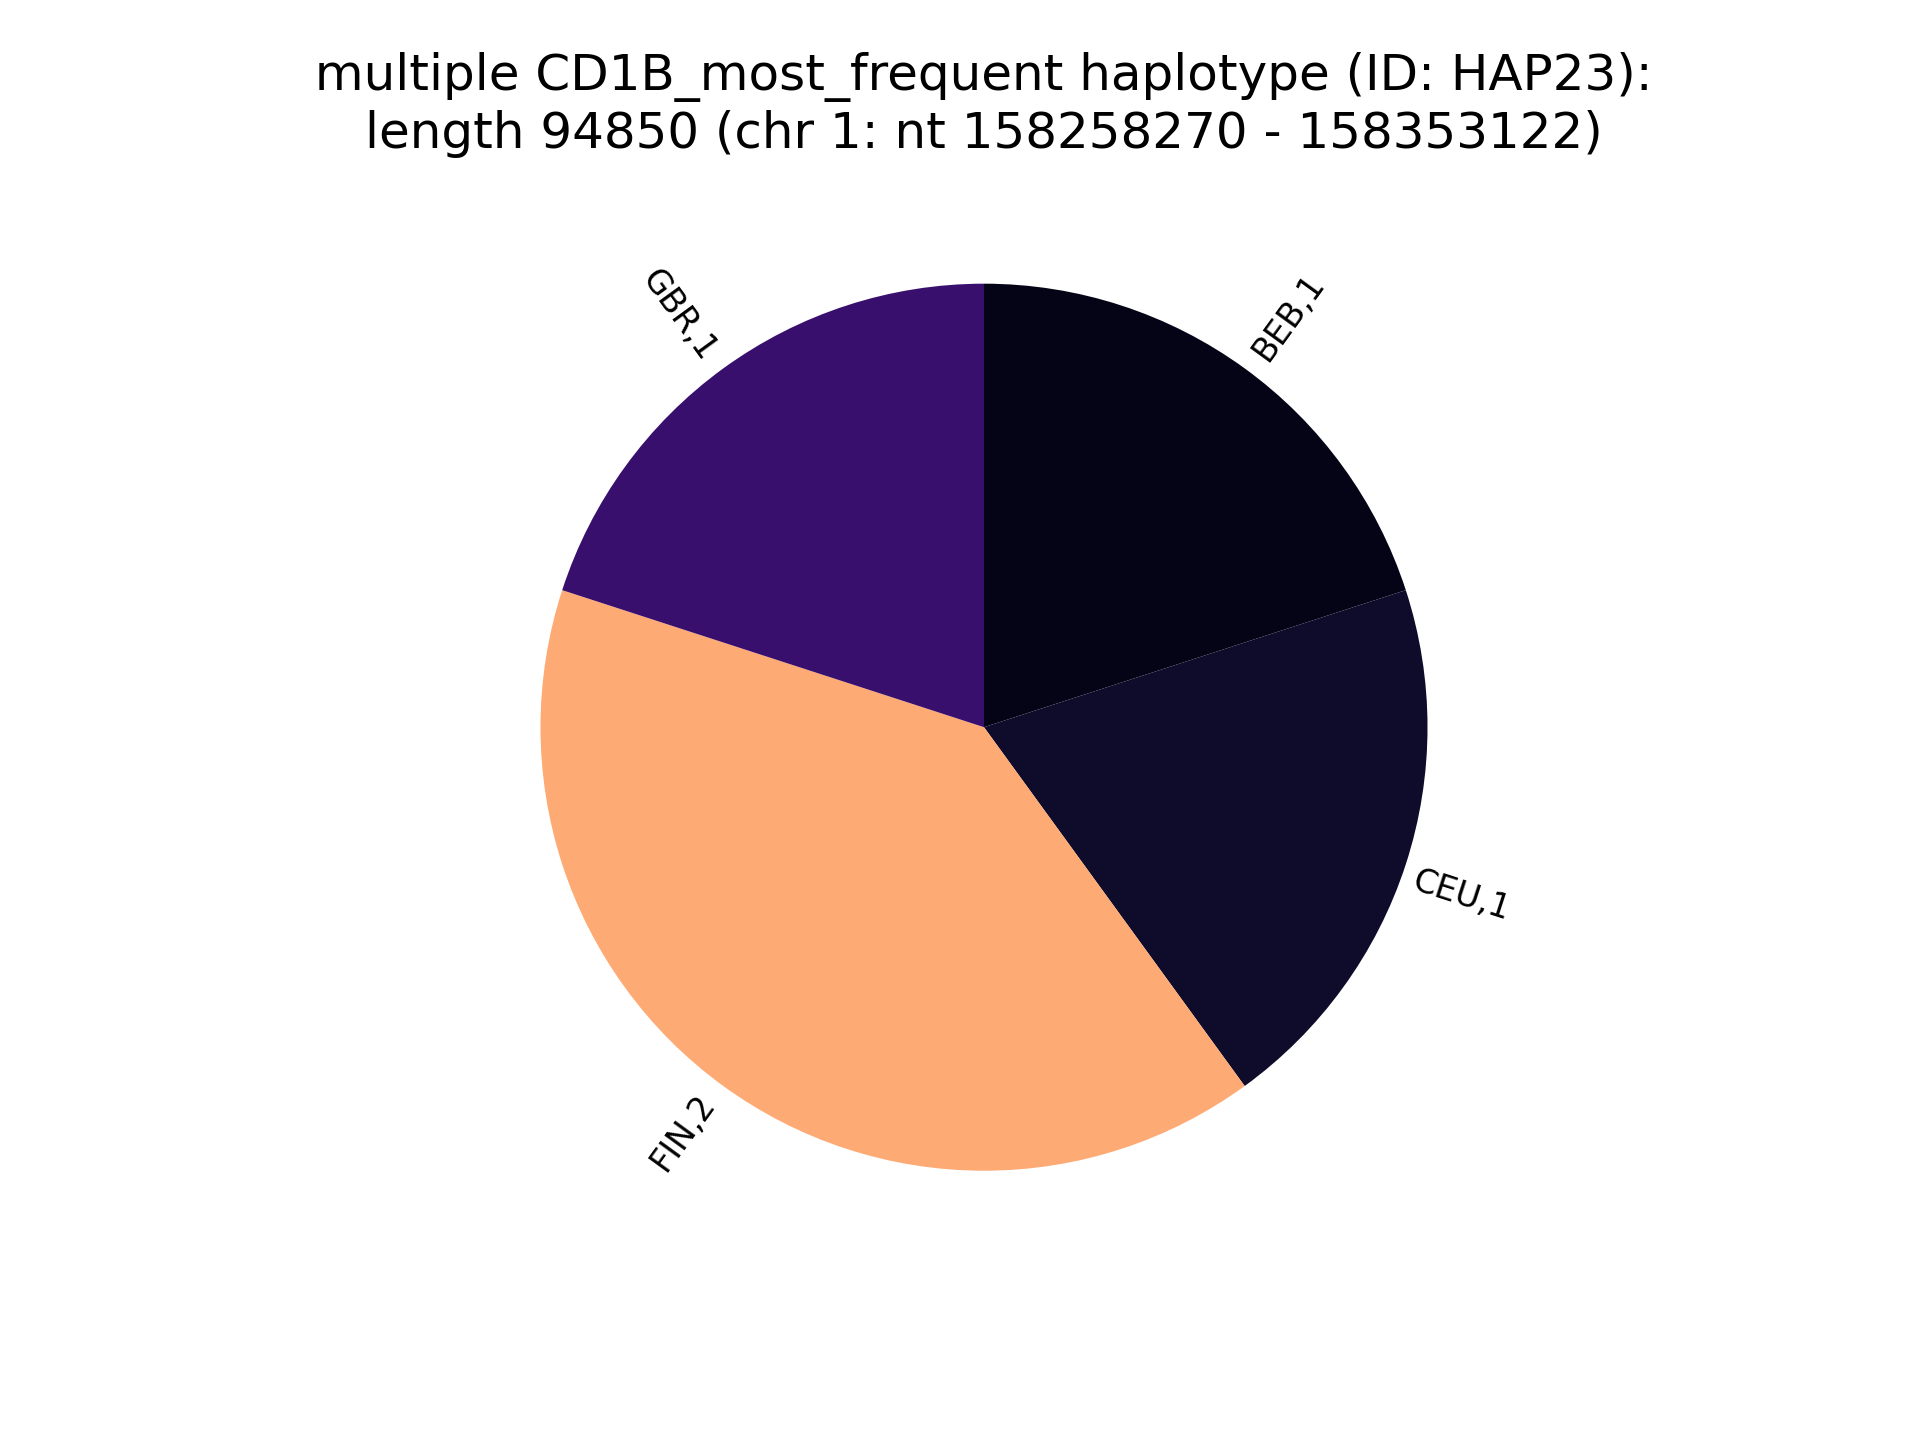 multiple CD1B_most_frequent haplotype (ID: HAP23):
length 94850 (chr 1: nt 158258270 - 158353122)
GBR,1
BEB,1
CEU,1
FIN,2